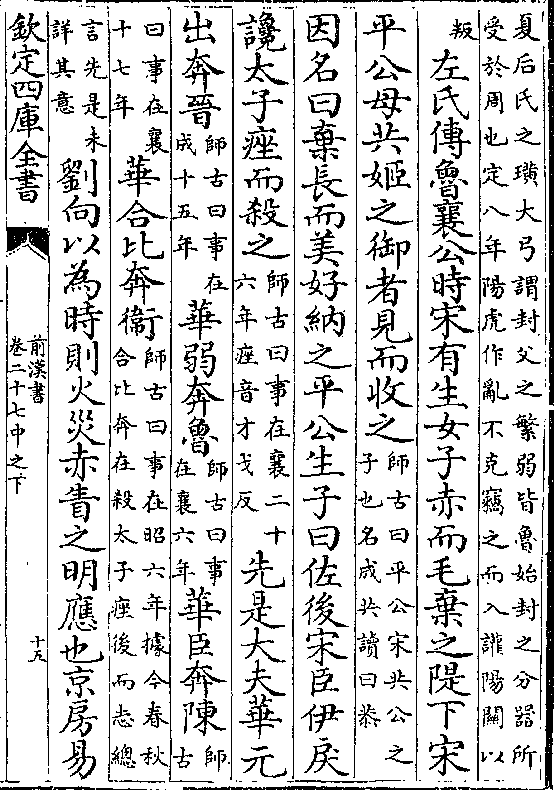 夏后氏之璜大弓謂封父之繁弱皆魯始封之分器所
受於周也定八年陽虎作亂不克竊之而入讙陽關以
叛
左氏傳魯襄公時宋有生女子赤而毛棄之隄下宋
平公母共姬之御者見而收之
師古曰平公宋共公之
子也名成共讀曰恭
因名曰棄長而美好納之平公生子曰佐後宋臣伊戾
讒太子痤而殺之
師古曰事在襄二十
六年痤音才戈反
先是大夫華元
出奔晉
師古曰事在
成十五年
華弱奔魯
師古曰事
在襄六年
華臣奔陳
師古
曰事在襄
十七年
華合比奔衞
師古曰事在昭六年據今春秋
合比奔在殺太子痤後而志總
言先是未
詳其意
劉向以為時則火災赤眚之明應也京房易
欽定四庫全書
前漢書
卷二十七中之下
十五